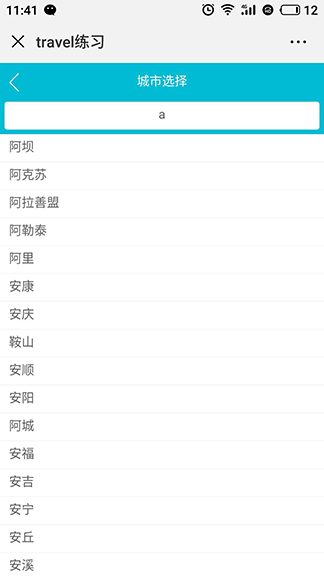 11:41
4G
12
travel练习
城市选择
a
阿坝
阿克苏
阿拉善盟
阿勒泰
阿里
安康
安庆
鞍山
安顺
安阳
阿城
安福
安吉
安宁
安丘
安溪